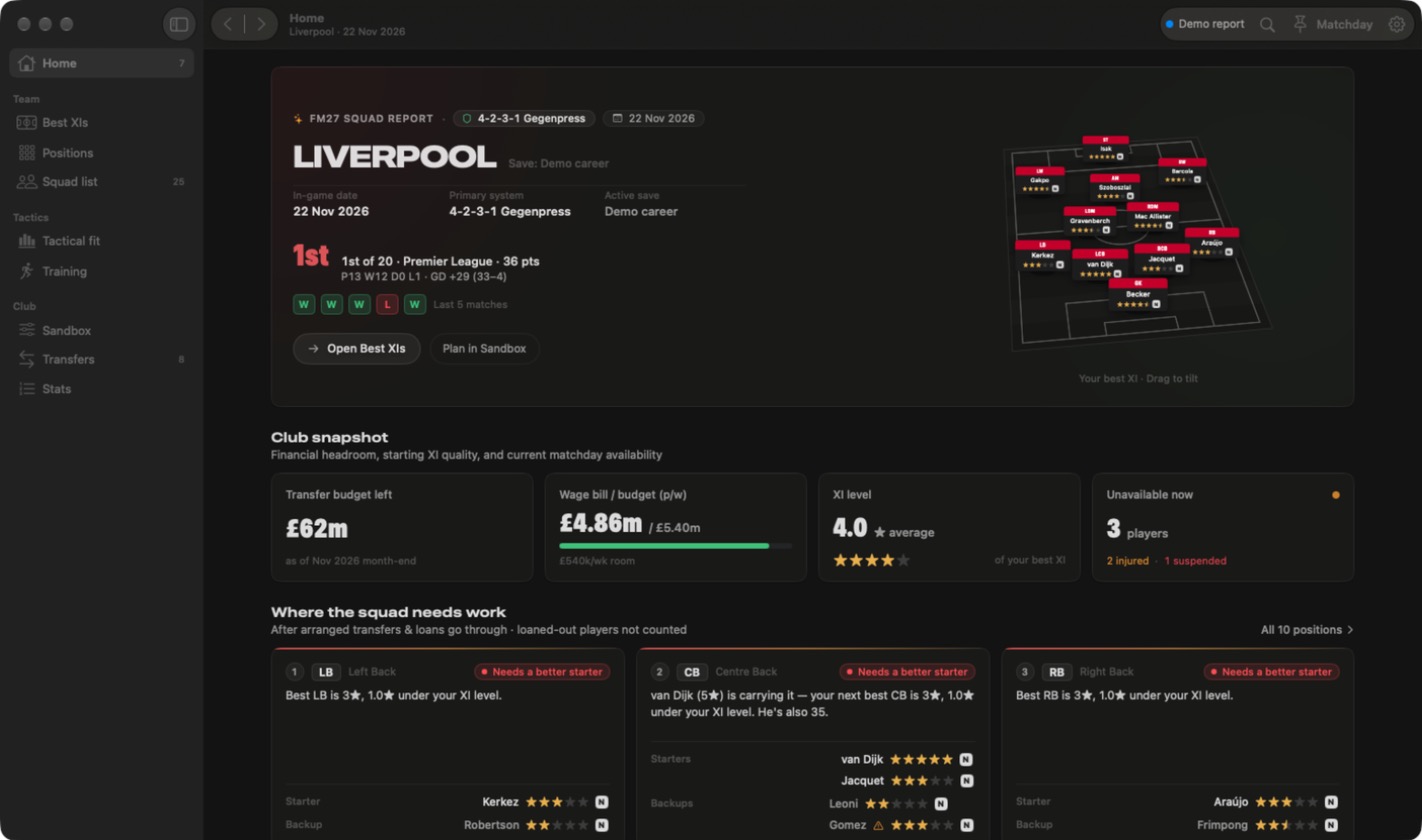 Home
Liverpool · 22 Nov 2026
Demo report
Matchday
Home 7
Team
Best XIs
Positions
Squad list 25
Tactics
Tactical fit
Training
Club
Sandbox
Transfers 8
Stats
FM27 SQUAD REPORT · 4-2-3-1 Gegenpress 22 Nov 2026
LIVERPOOL Save: Demo career
In-game date Primary system Active save
22 Nov 2026 4-2-3-1 Gegenpress Demo career
1st 1st of 20 · Premier League · 36 pts
P13 W12 D0 L1 · GD +29 (33–4)
W W W L W Last 5 matches
Open Best XIs Plan in Sandbox
ST
Isak
RW
Barcola
LW
Gakpo
AM
Szoboszlai
LDM
Gravenberch
RDM
Mac Allister
RB
Araújo
LB
Kerkez
LCB
van Dijk
RCB
Jacquet
GK
Becker
Your best XI · Drag to tilt
Club snapshot
Financial headroom, starting XI quality, and current matchday availability
Transfer budget left
£62m
as of Nov 2026 month-end
Wage bill / budget (p/w)
£4.86m / £5.40m
£540k/wk room
XI level
4.0 ★ average
★★★★★ of your best XI
Unavailable now
3 players
2 injured · 1 suspended
Where the squad needs work
After arranged transfers & loans go through · loaned-out players not counted
All 10 positions
1 LB Left Back Needs a better starter
Best LB is 3★, 1.0★ under your XI level.
Starter Kerkez ★★★★★ N
Backup Robertson ★★★★★ N
2 CB Centre Back Needs a better starter
van Dijk (5★) is carrying it — your next best CB is 3★, 1.0★
under your XI level. He's also 35.
Starters van Dijk ★★★★★ N
Jacquet ★★★★★ N
Backups Leoni ★★★★★ N
Gomez ⚠ ★★★★★ N
3 RB Right Back Needs a better starter
Best RB is 3★, 1.0★ under your XI level.
Starter Araújo ★★★★★ N
Backup Frimpong ★★★★★ N